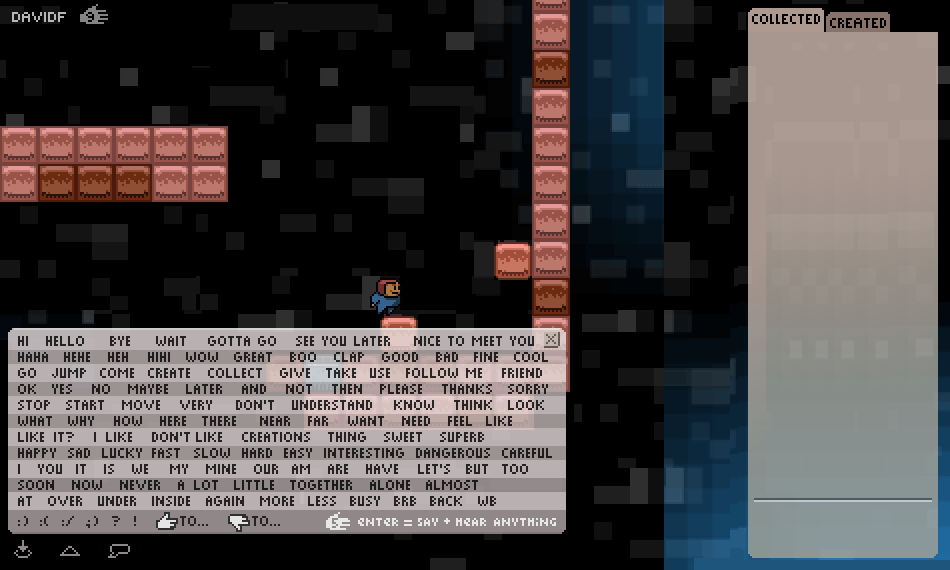 DAVIDF
COLLECTED CREATED
HI HELLO BYE WAIT GOTTA GO SEE YOU LATER NICE TO MEET YOU
HAHA HEHE HEH HIHI WOW GREAT BOO CLAP GOOD BAD FINE COOL
GO JUMP COME CREATE COLLECT GIVE TAKE USE FOLLOW ME FRIEND
OK YES NO MAYBE LATER AND NOT THEN PLEASE THANKS SORRY
STOP START MOVE VERY DON'T UNDERSTAND KNOW THINK LOOK
WHAT WHY HOW HERE THERE NEAR FAR WANT NEED FEEL LIKE
LIKE IT? I LIKE DON'T LIKE CREATIONS THING SWEET SUPERB
HAPPY SAD LUCKY FAST SLOW HARD EASY INTERESTING DANGEROUS CAREFUL
I YOU IT IS WE MY MINE OUR AM ARE HAVE LET'S BUT TOO
SOON NOW NEVER A LOT LITTLE TOGETHER ALONE ALMOST
AT OVER UNDER INSIDE AGAIN MORE LESS BUSY BRB BACK WB
:) :( :/ ;) ? ! TO... TO... ENTER = SAY + HEAR ANYTHING